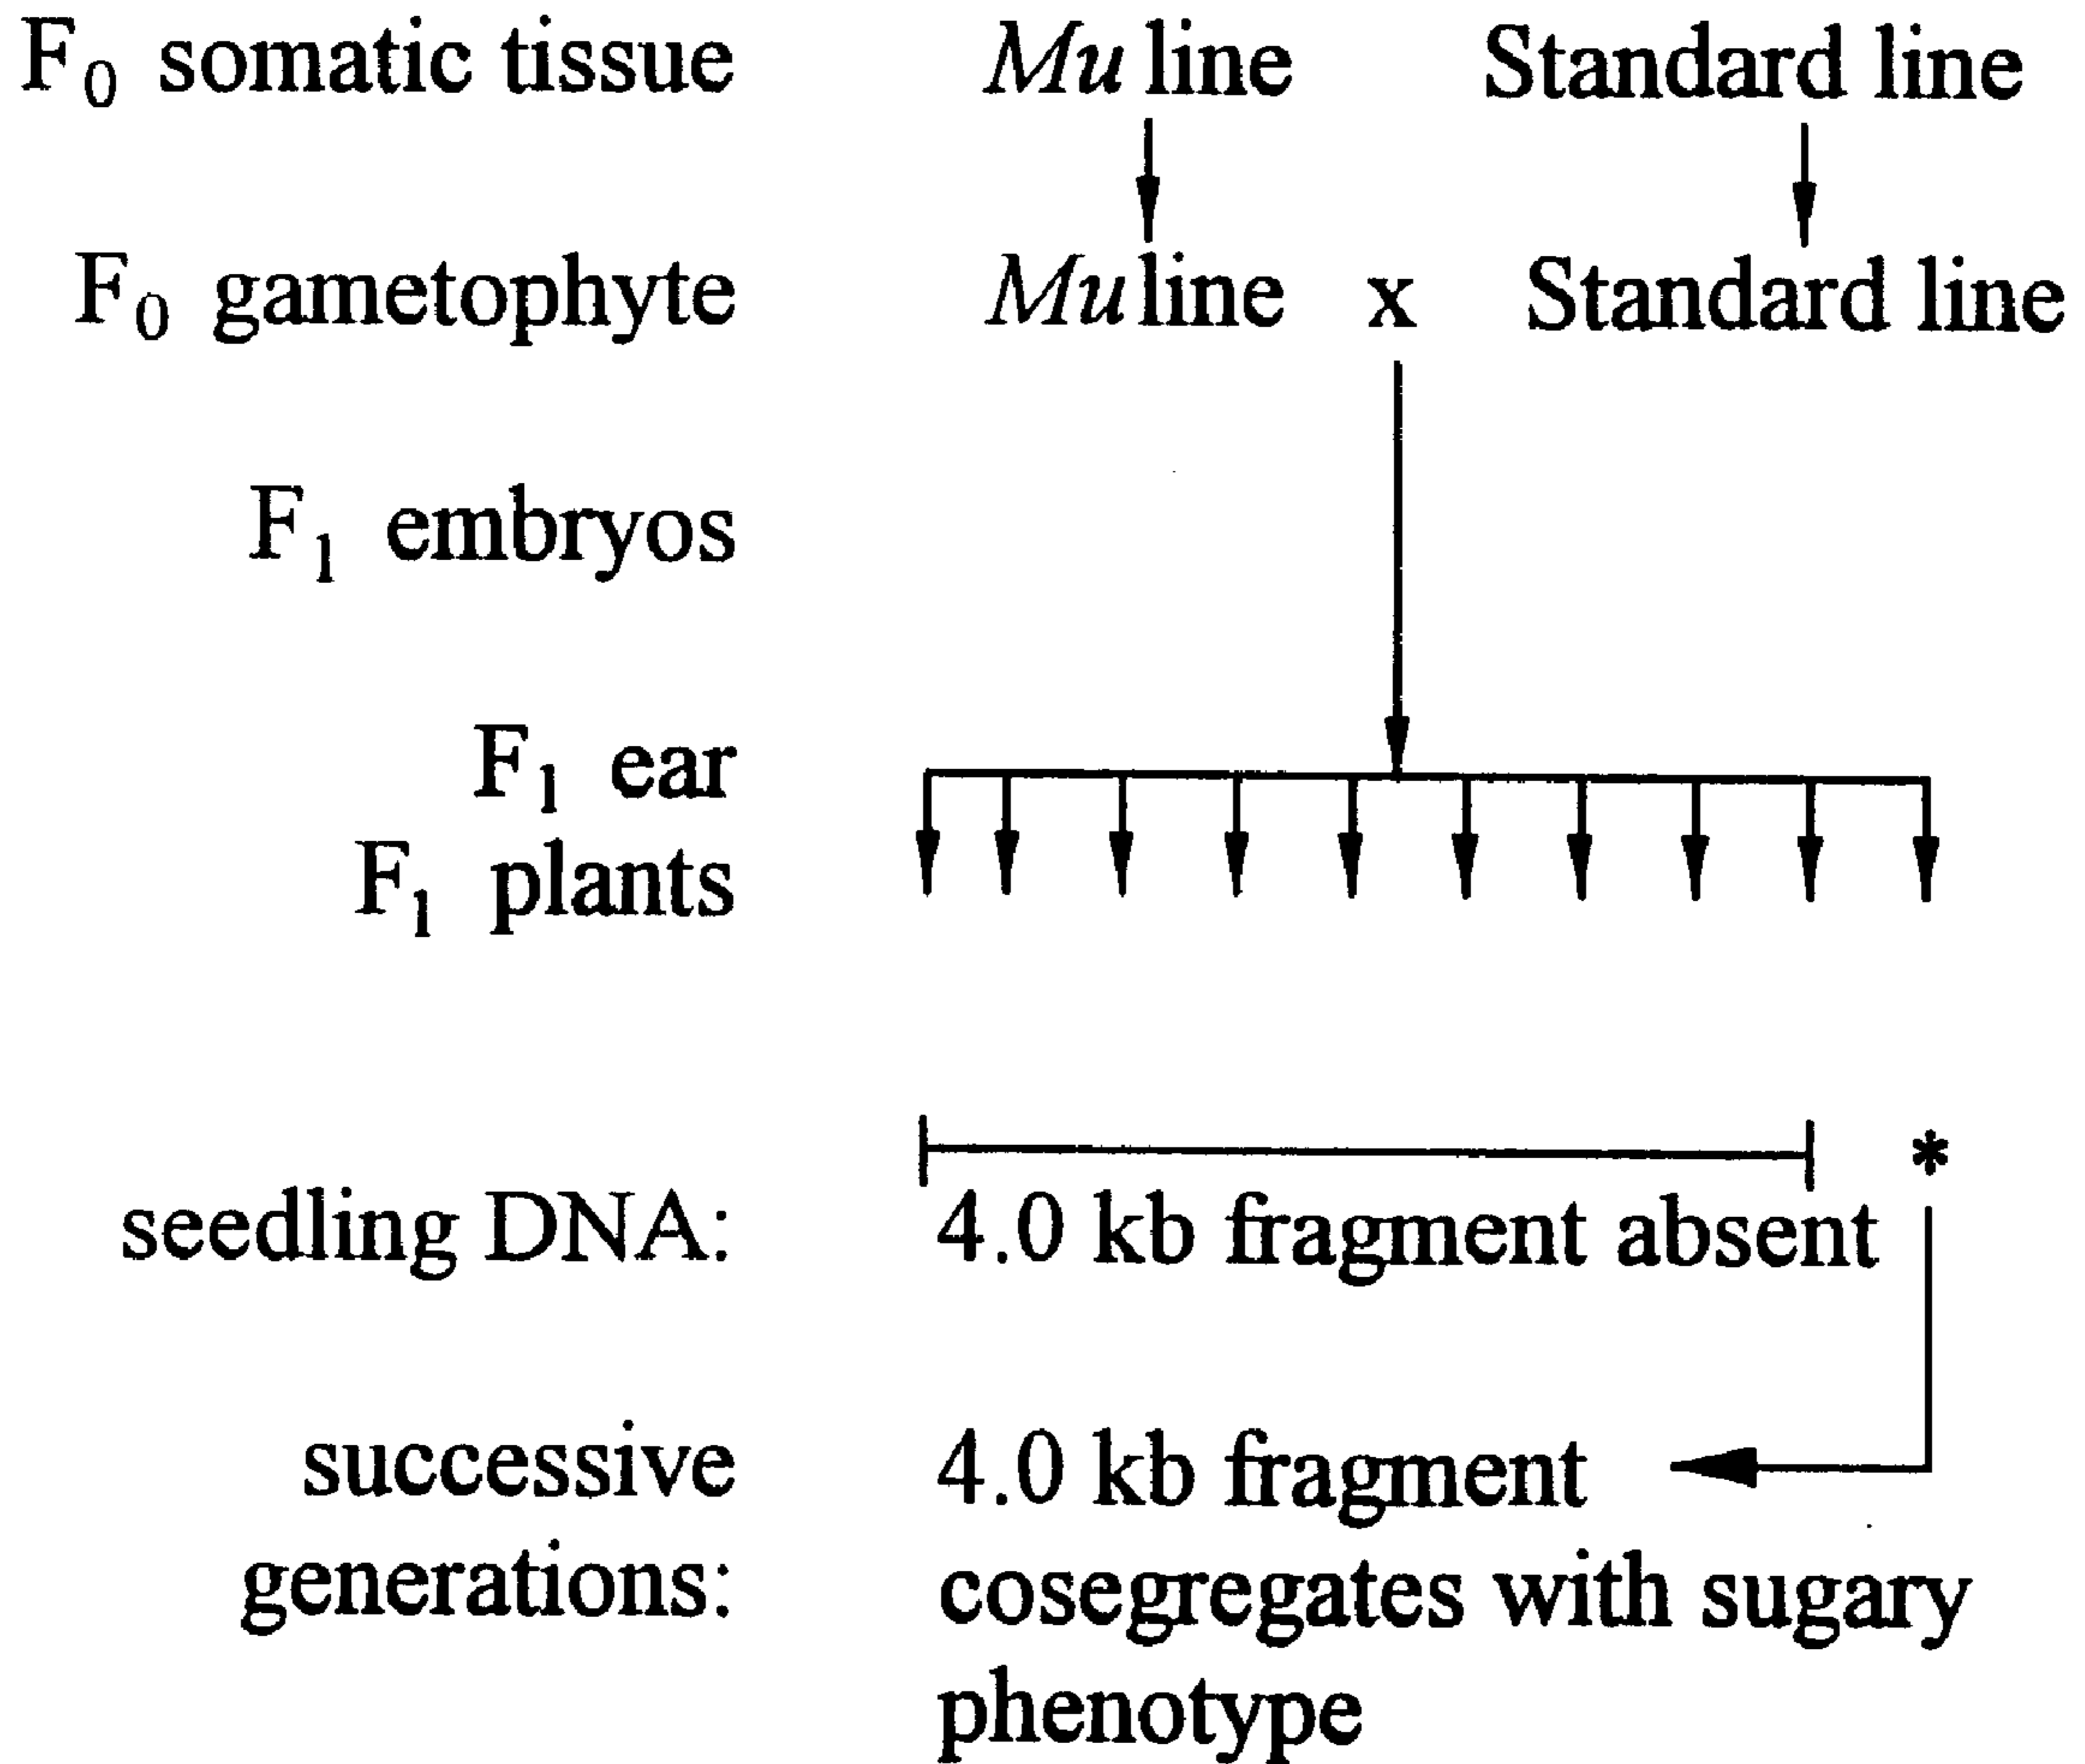 F₀ somatic tissue Mu line Standard line
F₀ gametophyte Mu line x Standard line
F₁ embryos
F₁ ear
F₁ plants
*
seedling DNA: 4.0 kb fragment absent
successive 4.0 kb fragment
generations: cosegregates with sugary
phenotype